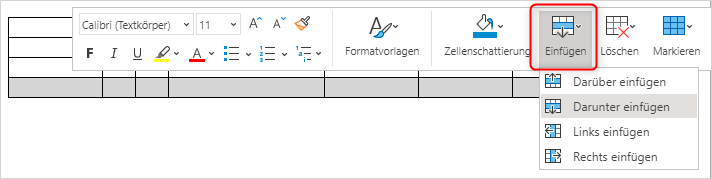 Calibri (Textkörper) 11
F K U A
Formatvorlagen
Zellenschattierung
Einfügen
Löschen
Markieren
Darüber einfügen
Darunter einfügen
Links einfügen
Rechts einfügen